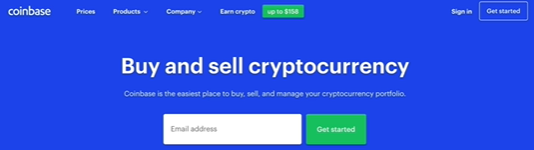 coinbase Prices Products Company Earn crypto up to $158 Sign in Get started
Buy and sell cryptocurrency
Coinbase is the easiest place to buy, sell, and manage your cryptocurrency portfolio.
Email address Get started